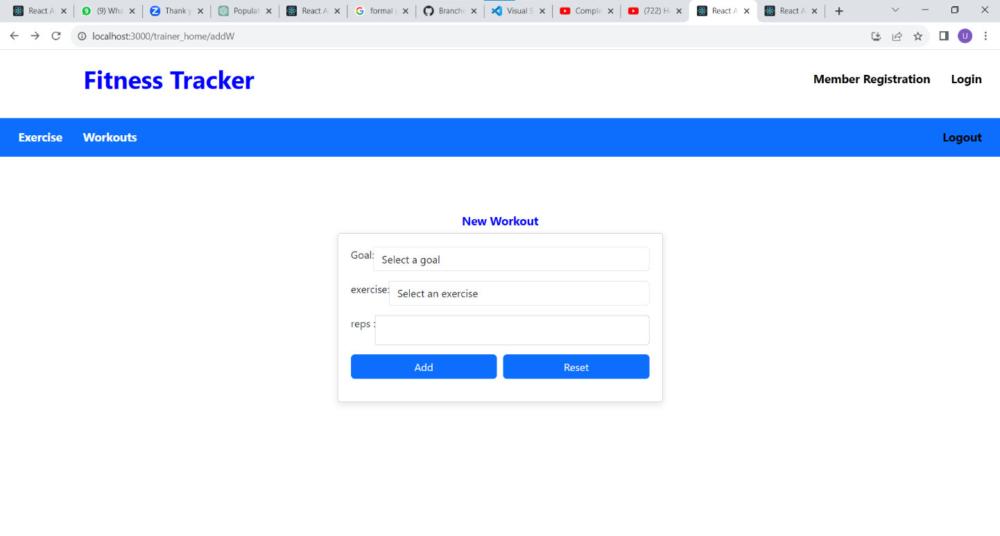 React A
(9) Wha
Thank y
Populat
React A
formal p
Branche
Visual S
Comple
(722) H
React A
React A
localhost:3000/trainer_home/addW
U
Fitness Tracker
Member Registration
Login
Exercise
Workouts
Logout
New Workout
Goal:
Select a goal
exercise:
Select an exercise
reps :
Add
Reset